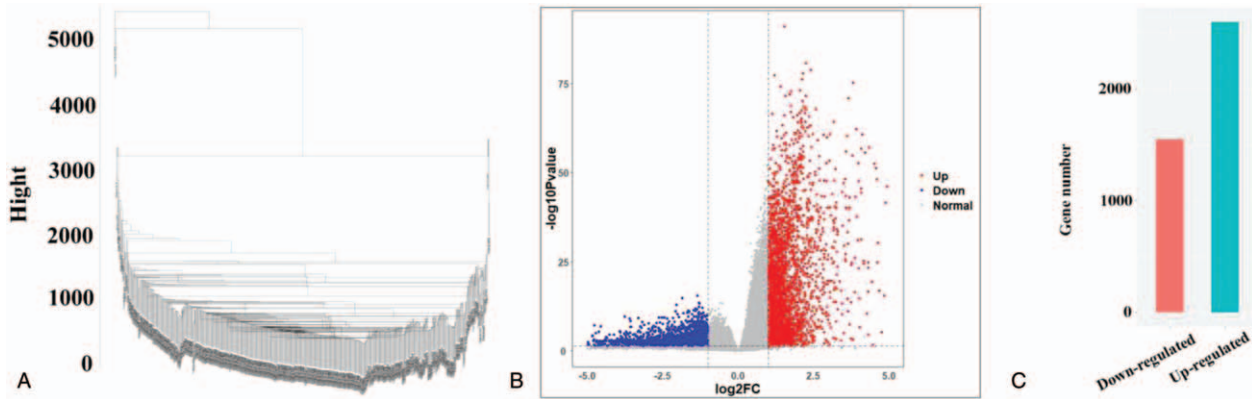 5000
4000
3000
2000
1000
0
Hight
A
75
50
25
0
-log10Pvalue
-5.0
-2.5
0.0
2.5
5.0
log2FC
Up
Down
Normal
B
2000
1000
0
Gene number
Down-regulated
Up-regulated
C